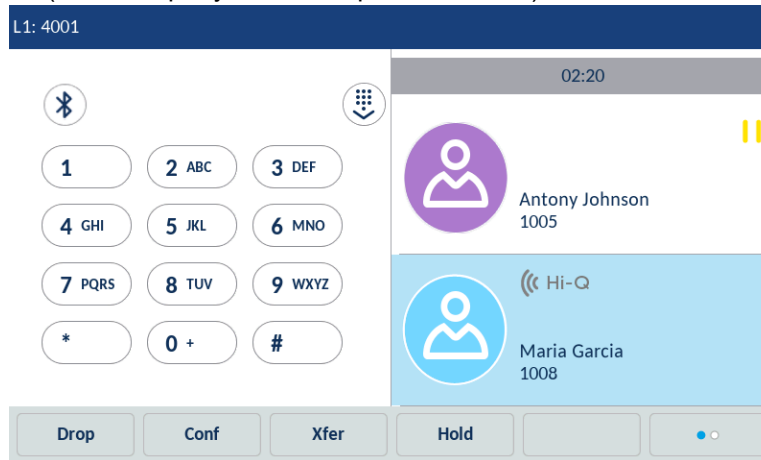 L1: 4001
02:20
1
2 ABC
3 DEF
4 GHI
5 JKL
6 MNO
7 PQRS
8 TUV
9 WXYZ
*
0 +
#
Antony Johnson
1005
Hi-Q
Maria Garcia
1008
Drop
Conf
Xfer
Hold